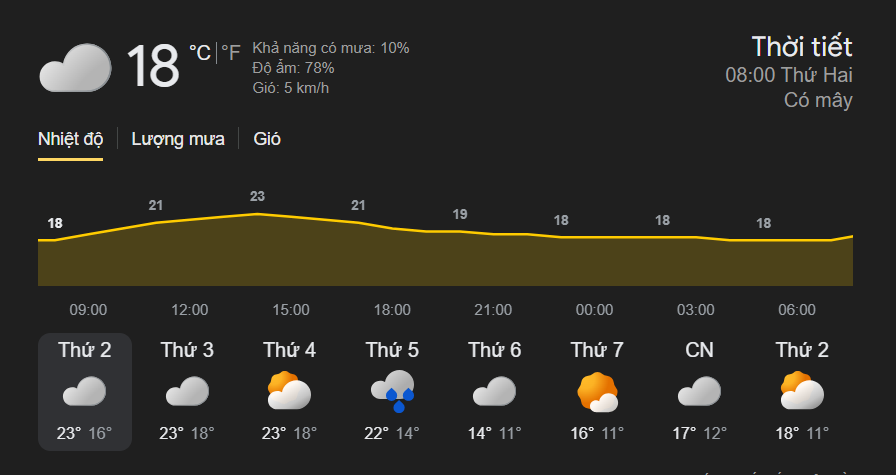 18 °C | °F
Khả năng có mưa: 10%
Độ ẩm: 78%
Gió: 5 km/h
Thời tiết
08:00 Thứ Hai
Có mây
Nhiệt độ | Lượng mưa | Gió
18 21 23 21 19 18 18 18
09:00 12:00 15:00 18:00 21:00 00:00 03:00 06:00
Thứ 2 Thứ 3 Thứ 4 Thứ 5 Thứ 6 Thứ 7 CN Thứ 2
23° 16° 23° 18° 23° 18° 22° 14° 14° 11° 16° 11° 17° 12° 18° 11°